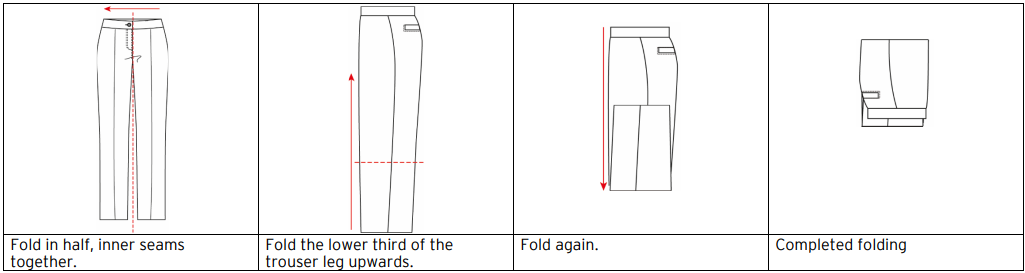 Fold in half, inner seams
together.
Fold the lower third of the
trouser leg upwards.
Fold again.
Completed folding